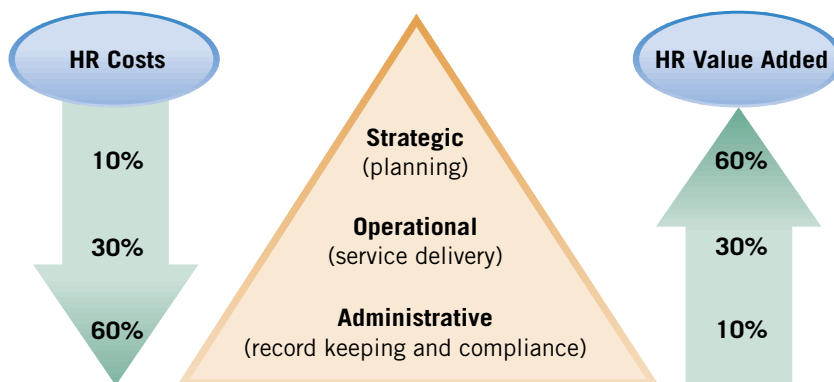 HR Costs
HR Value Added
Strategic
(planning)
10%
60%
Operational
(service delivery)
30%
30%
Administrative
(record keeping and compliance)
60%
10%